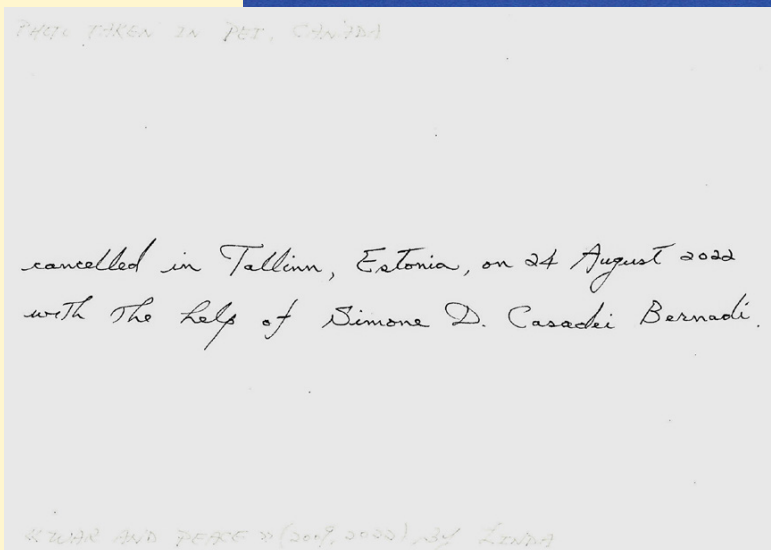 PHOTO TAKEN IN PEI, CANADA
cancelled in Tallinn, Estonia, on 24 August 2022
with the help of Simone D. Casadei Bernadi.
«WAR AND PEACE» (2009, 2022) BY LINDA